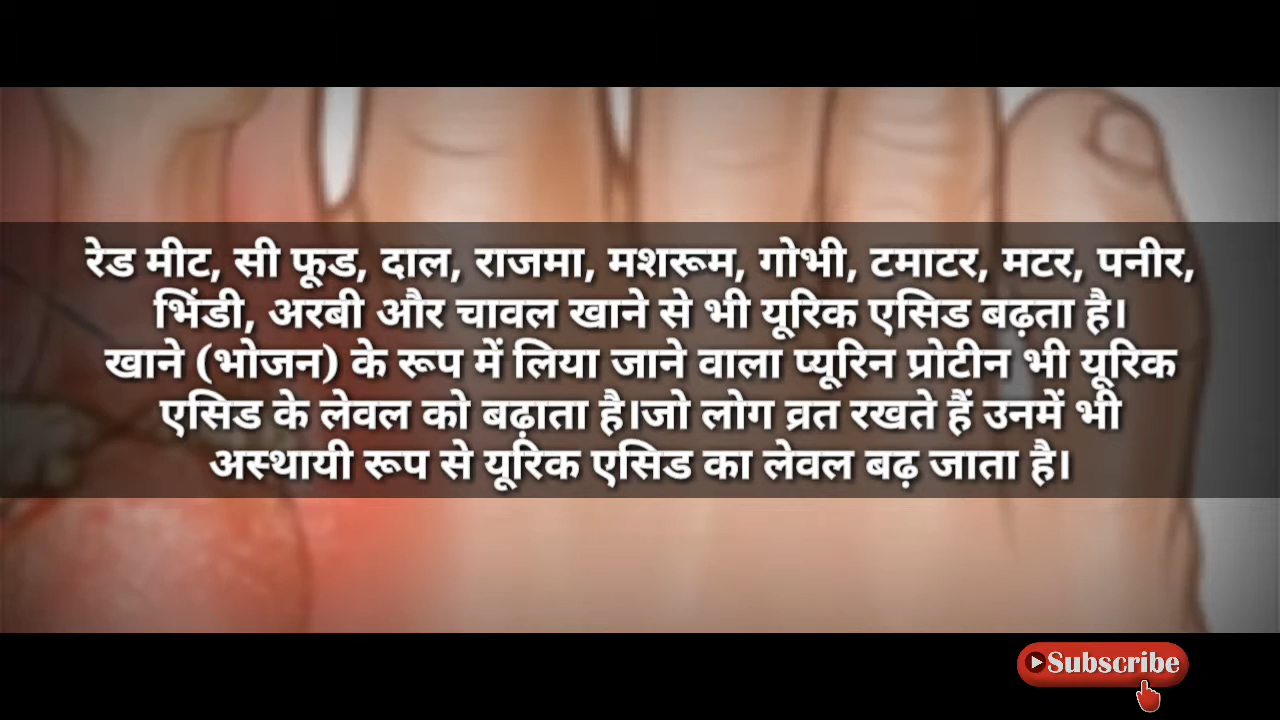 रेड मीट, सी फूड, दाल, राजमा, मशरूम, गोभी, टमाटर, मटर, पनीर,
भिंडी, अरबी और चावल खाने से भी यूरिक एसिड बढ़ता है।
खाने (भोजन) के रूप में लिया जाने वाला प्यूरिन प्रोटीन भी यूरिक
एसिड के लेवल को बढ़ाता है।जो लोग व्रत रखते हैं उनमें भी
अस्थायी रूप से यूरिक एसिड का लेवल बढ़ जाता है।
Subscribe